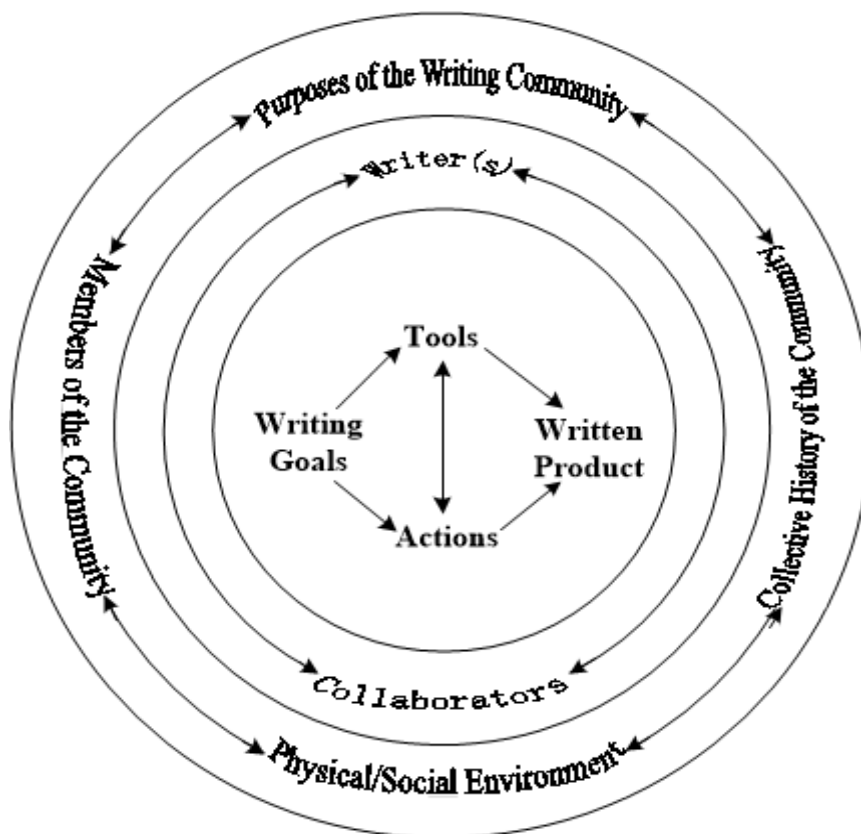 Purposes of the Writing Community
Writer(s)
Members of the Community
Collective History of the Community
Tools
Writing
Goals
Written
Product
Actions
Collaborators
Physical/Social Environment